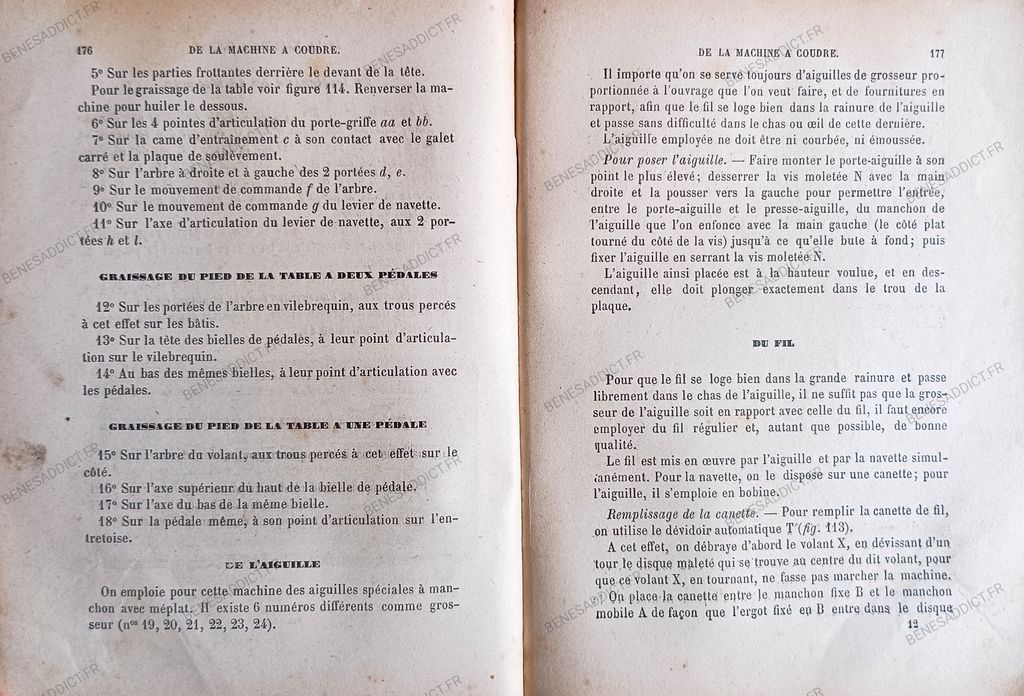 176 DE LA MACHINE A COUDRE.
5° Sur les parties frottantes derrière le devant de la tête.
Pour le graissage de la table voir figure 114. Renverser la ma-
chine pour huiler le dessous.
6° Sur les 4 pointes d'articulation du porte-griffe aa et bb.
7° Sur la came d'entraînement c à son contact avec le galet
carré et la plaque de soulèvement.
8° Sur l'arbre à droite et à gauche des 2 portées d, e.
9° Sur le mouvement de commande f de l'arbre.
10° Sur le mouvement de commande g du levier de navette.
11° Sur l'axe d'articulation du levier de navette, aux 2 por-
tées h et l.
GRAISSAGE DU PIED DE LA TABLE A DEUX PÉDALES
12° Sur les portées de l'arbre en vilebrequin, aux trous percés
à cet effet sur les bâtis.
13° Sur la tête des bielles de pédales, à leur point d'articula-
tion sur le vilebrequin.
14° Au bas des mêmes bielles, à leur point d'articulation avec
les pédales.
GRAISSAGE DU PIED DE LA TABLE A UNE PÉDALE
15° Sur l'arbre du volant, aux trous percés à cet effet sur le
côté.
16° Sur l'axe supérieur du haut de la bielle de pédale.
17° Sur l'axe du bas de la même bielle.
18° Sur la pédale même, à son point d'articulation sur l'en-
tretoise.
DE L'AIGUILLE
On emploie pour cette machine des aiguilles spéciales à man-
chon avec méplat. Il existe 6 numéros différents comme gros-
seur (nos 19, 20, 21, 22, 23, 24).
DE LA MACHINE A COUDRE. 177
Il importe qu'on se serve toujours d'aiguilles de grosseur pro-
portionnée à l'ouvrage que l'on veut faire, et de fournitures en
rapport, afin que le fil se loge bien dans la rainure de l'aiguille
et passe sans difficulté dans le chas ou œil de cette dernière.
L'aiguille employée ne doit être ni courbée, ni émoussée.
Pour poser l'aiguille. — Faire monter le porte-aiguille à son
point le plus élevé; desserrer la vis moletée N avec la main
droite et la pousser vers la gauche pour permettre l'entrée,
entre le porte-aiguille et le presse-aiguille, du manchon de
l'aiguille que l'on enfonce avec la main gauche (le côté plat
tourné du côté de la vis) jusqu'à ce qu'elle bute à fond; puis
fixer l'aiguille en serrant la vis moletée N.
L'aiguille ainsi placée est à la hauteur voulue, et en des-
cendant, elle doit plonger exactement dans le trou de la
plaque.
DU FIL
Pour que le fil se loge bien dans la grande rainure et passe
librement dans le chas de l'aiguille, il ne suffit pas que la gros-
seur de l'aiguille soit en rapport avec celle du fil, il faut encore
employer du fil régulier et, autant que possible, de bonne
qualité.
Le fil est mis en œuvre par l'aiguille et par la navette simul-
tanément. Pour la navette, on le dispose sur une canette; pour
l'aiguille, il s'emploie en bobine.
Remplissage de la canette. — Pour remplir la canette de fil,
on utilise le dévidoir automatique T (fig. 113).
A cet effet, on débraye d'abord le volant X, en dévissant d'un
tour le disque maleté qui se trouve au centre du dit volant, pour
que ce volant X, en tournant, ne fasse pas marcher la machine.
On place la canette entre le manchon fixe B et le manchon
mobile A de façon que l'ergot fixé en B entre dans le disque
12
BENESADDICT.FR